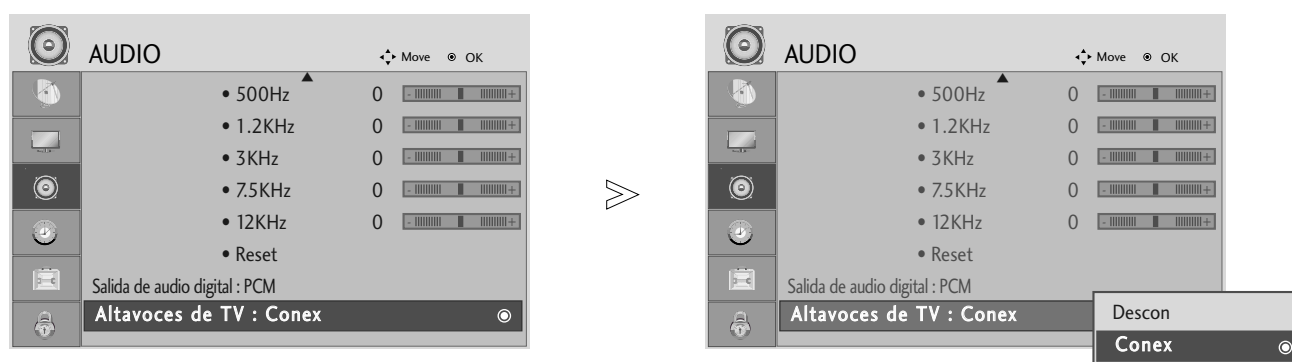 AUDIO Move OK
• 500Hz 0 - +
• 1.2KHz 0 - +
• 3KHz 0 - +
• 7.5KHz 0 - +
• 12KHz 0 - +
• Reset
Salida de audio digital : PCM
Altavoces de TV : Conex
AUDIO Move OK
• 500Hz 0 - +
• 1.2KHz 0 - +
• 3KHz 0 - +
• 7.5KHz 0 - +
• 12KHz 0 - +
• Reset
Salida de audio digital : PCM
Altavoces de TV : Conex
Descon
Conex